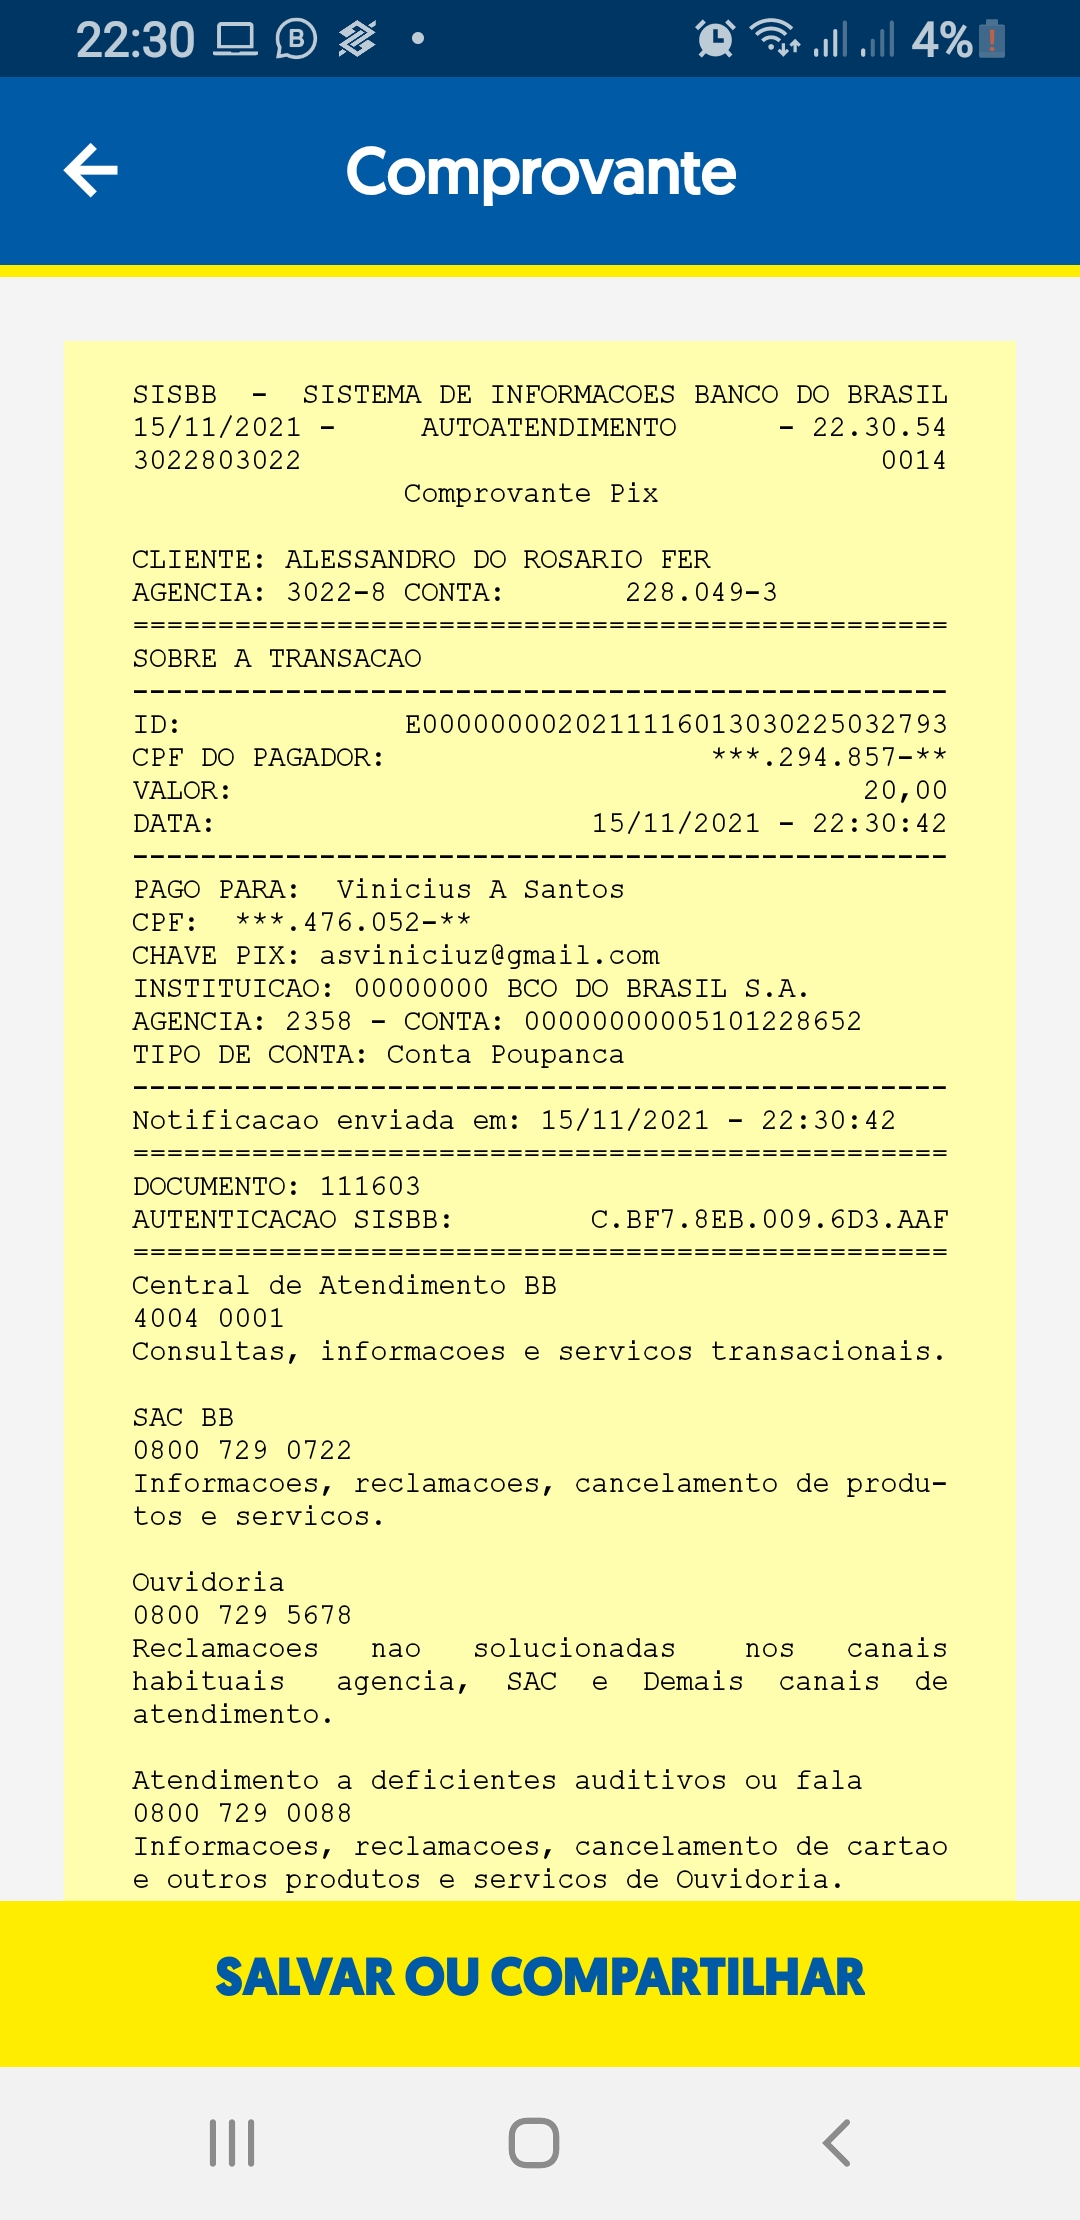 22:30
4%
Comprovante
SISBB - SISTEMA DE INFORMACOES BANCO DO BRASIL
15/11/2021 - AUTOATENDIMENTO - 22.30.54
3022803022 0014
Comprovante Pix
CLIENTE: ALESSANDRO DO ROSARIO FER
AGENCIA: 3022-8 CONTA: 228.049-3
================================================
SOBRE A TRANSACAO
------------------------------------------------
ID: E0000000020211116013030225032793
CPF DO PAGADOR: ***.294.857-**
VALOR: 20,00
DATA: 15/11/2021 - 22:30:42
------------------------------------------------
PAGO PARA: Vinicius A Santos
CPF: ***.476.052-**
CHAVE PIX: asviniciuz@gmail.com
INSTITUICAO: 00000000 BCO DO BRASIL S.A.
AGENCIA: 2358 - CONTA: 00000000005101228652
TIPO DE CONTA: Conta Poupanca
------------------------------------------------
Notificacao enviada em: 15/11/2021 - 22:30:42
================================================
DOCUMENTO: 111603
AUTENTICACAO SISBB: C.BF7.8EB.009.6D3.AAF
================================================
Central de Atendimento BB
4004 0001
Consultas, informacoes e servicos transacionais.
SAC BB
0800 729 0722
Informacoes, reclamacoes, cancelamento de produ-
tos e servicos.
Ouvidoria
0800 729 5678
Reclamacoes nao solucionadas nos canais
habituais agencia, SAC e Demais canais de
atendimento.
Atendimento a deficientes auditivos ou fala
0800 729 0088
Informacoes, reclamacoes, cancelamento de cartao
e outros produtos e servicos de Ouvidoria.
SALVAR OU COMPARTILHAR